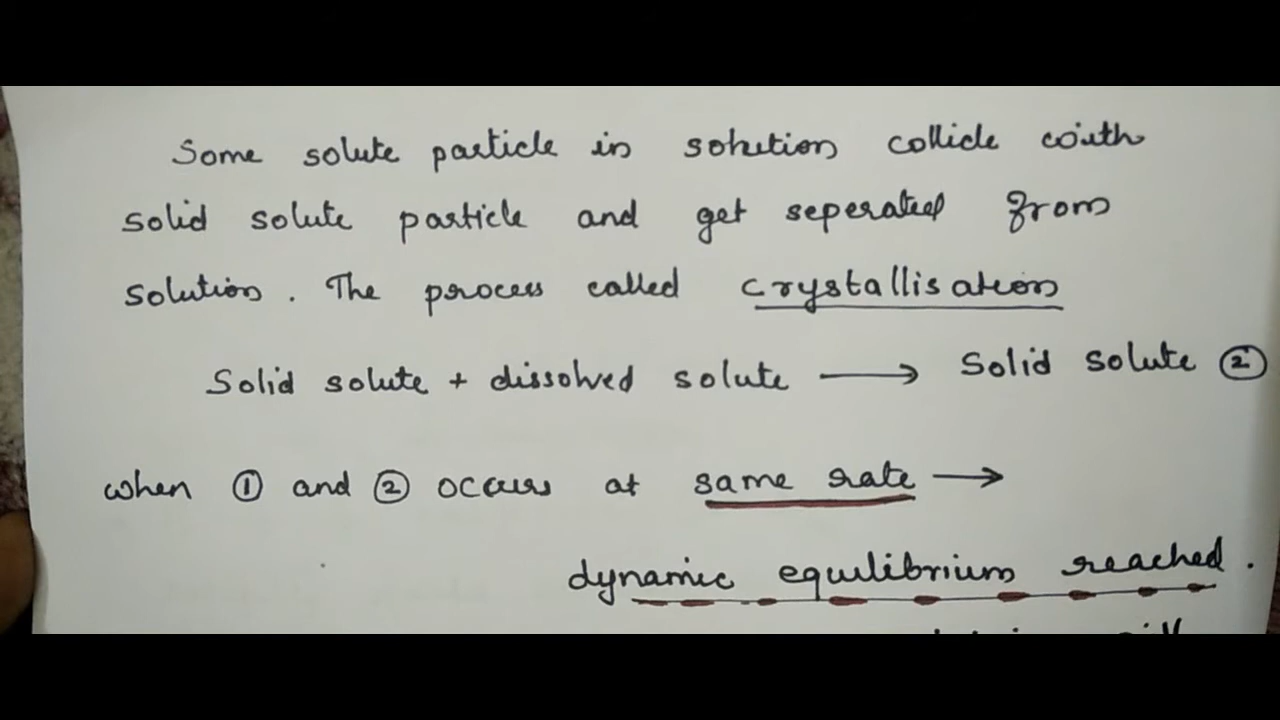 Some solute particle in solution collide with
solid solute particle and get seperated from
solution. The process called crystallisation
Solid solute + dissolved solute ⟶ Solid solute ②
when ① and ② occurs at same rate ⟶
dynamic equilibrium reached.